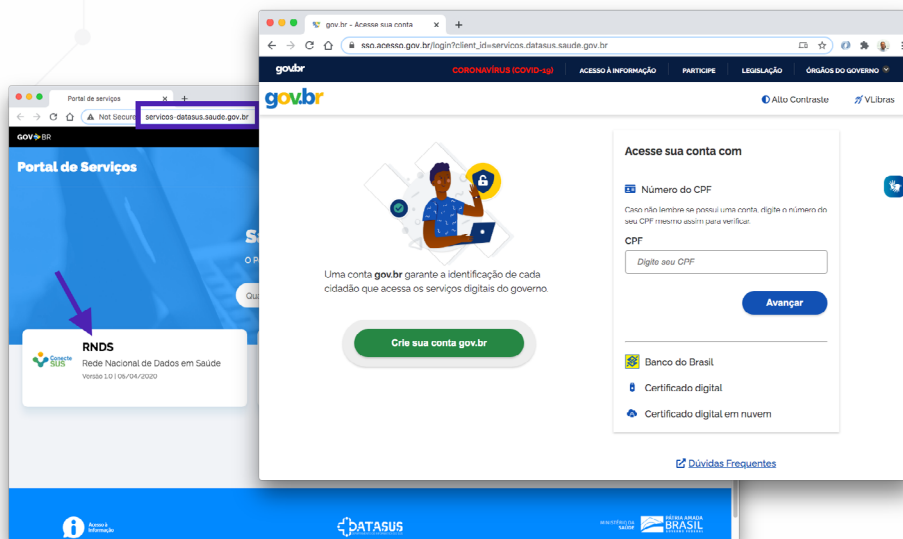 gov.br - Acesse sua conta
sso.acesso.gov.br/login?client_id=servicos.datasus.saude.gov.br
gov.br
CORONAVÍRUS (COVID-19)
ACESSO À INFORMAÇÃO
PARTICIPE
LEGISLAÇÃO
ÓRGÃOS DO GOVERNO
gov.br
Alto Contraste
VLibras
Uma conta gov.br garante a identificação de cada
cidadão que acessa os serviços digitais do governo.
Crie sua conta gov.br
Acesse sua conta com
Número do CPF
Caso não lembre se possui uma conta, digite o número do
seu CPF mesmo assim para verificar.
CPF
Digite seu CPF
Avançar
Banco do Brasil
Certificado digital
Certificado digital em nuvem
Dúvidas Frequentes
Portal de serviços
Not Secure
servicos-datasus.saude.gov.br
GOV BR
Portal de Serviços
S
O P
Qua
Conecte
SUS
RNDS
Rede Nacional de Dados em Saúde
Versão 1.0 | 05/04/2020
Acesso à
Informação
DATASUS
MINISTÉRIO DA
SAÚDE
PÁTRIA AMADA
BRASIL
GOVERNO FEDERAL